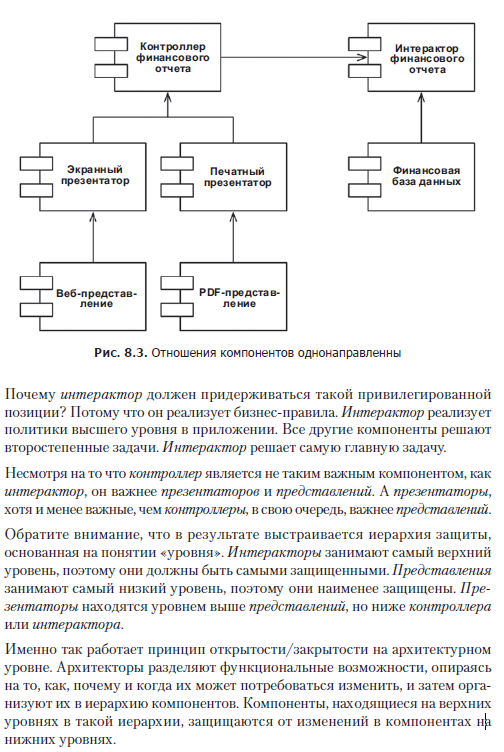 Контроллер
финансового
отчета
Интерактор
финансового
отчета
Экранный
презентатор
Печатный
презентатор
Финансовая
база данных
Веб-представ-
ление
PDF-представ-
ление
Рис. 8.3. Отношения компонентов однонаправленны
Почему интерактор должен придерживаться такой привилегированной
позиции? Потому что он реализует бизнес-правила. Интерактор реализует
политики высшего уровня в приложении. Все другие компоненты решают
второстепенные задачи. Интерактор решает самую главную задачу.
Несмотря на то что контроллер является не таким важным компонентом, как
интерактор, он важнее презентаторов и представлений. А презентаторы,
хотя и менее важные, чем контроллеры, в свою очередь, важнее представлений.
Обратите внимание, что в результате выстраивается иерархия защиты,
основанная на понятии «уровня». Интеракторы занимают самый верхний
уровень, поэтому они должны быть самыми защищенными. Представления
занимают самый низкий уровень, поэтому они наименее защищены. Пре-
зентаторы находятся уровнем выше представлений, но ниже контроллера
или интерактора.
Именно так работает принцип открытости/закрытости на архитектурном
уровне. Архитекторы разделяют функциональные возможности, опираясь
на то, как, почему и когда их может потребоваться изменить, и затем орга-
низуют их в иерархию компонентов. Компоненты, находящиеся на верхних
уровнях в такой иерархии, защищаются от изменений в компонентах на
нижних уровнях.